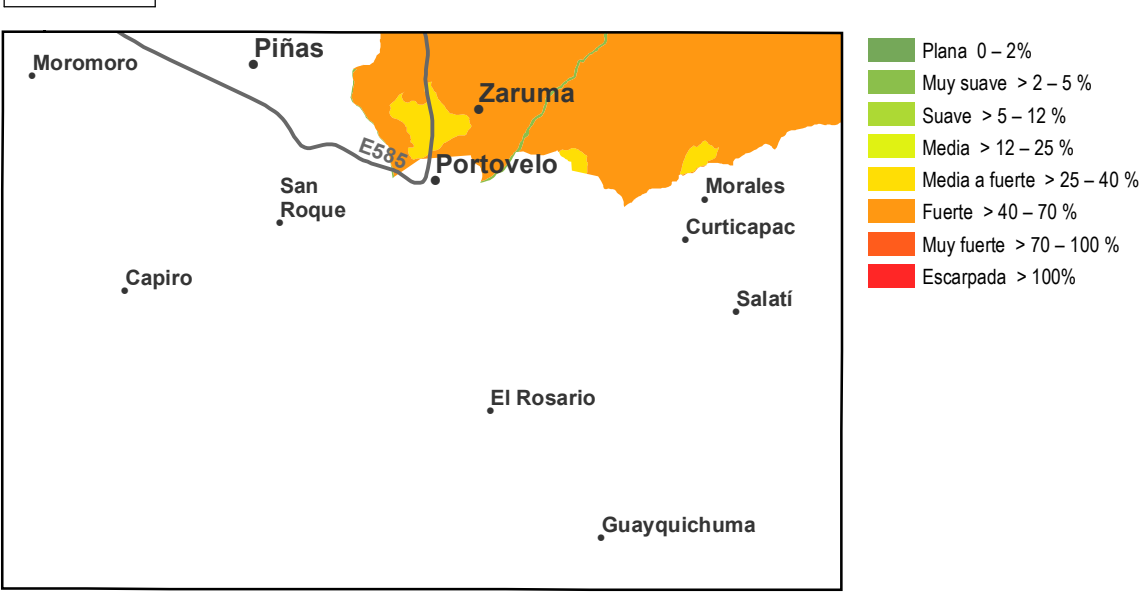 Moromoro
Piñas
Zaruma
E585
Portovelo
San
Roque
Morales
Curticapac
Capiro
Salatí
El Rosario
Guayquichuma
Plana 0 – 2%
Muy suave > 2 – 5 %
Suave > 5 – 12 %
Media > 12 – 25 %
Media a fuerte > 25 – 40 %
Fuerte > 40 – 70 %
Muy fuerte > 70 – 100 %
Escarpada > 100%